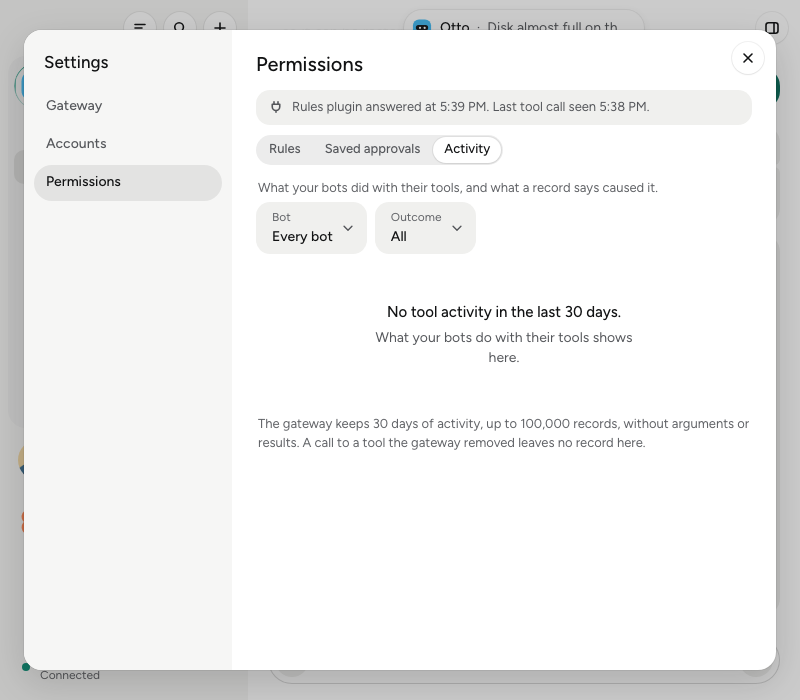 Otto · Disk almost full on th
Settings
Gateway
Accounts
Permissions
Permissions
Rules plugin answered at 5:39 PM. Last tool call seen 5:38 PM.
Rules Saved approvals Activity
What your bots did with their tools, and what a record says caused it.
Bot
Every bot
Outcome
All
No tool activity in the last 30 days.
What your bots do with their tools shows
here.
The gateway keeps 30 days of activity, up to 100,000 records, without arguments or
results. A call to a tool the gateway removed leaves no record here.
Connected